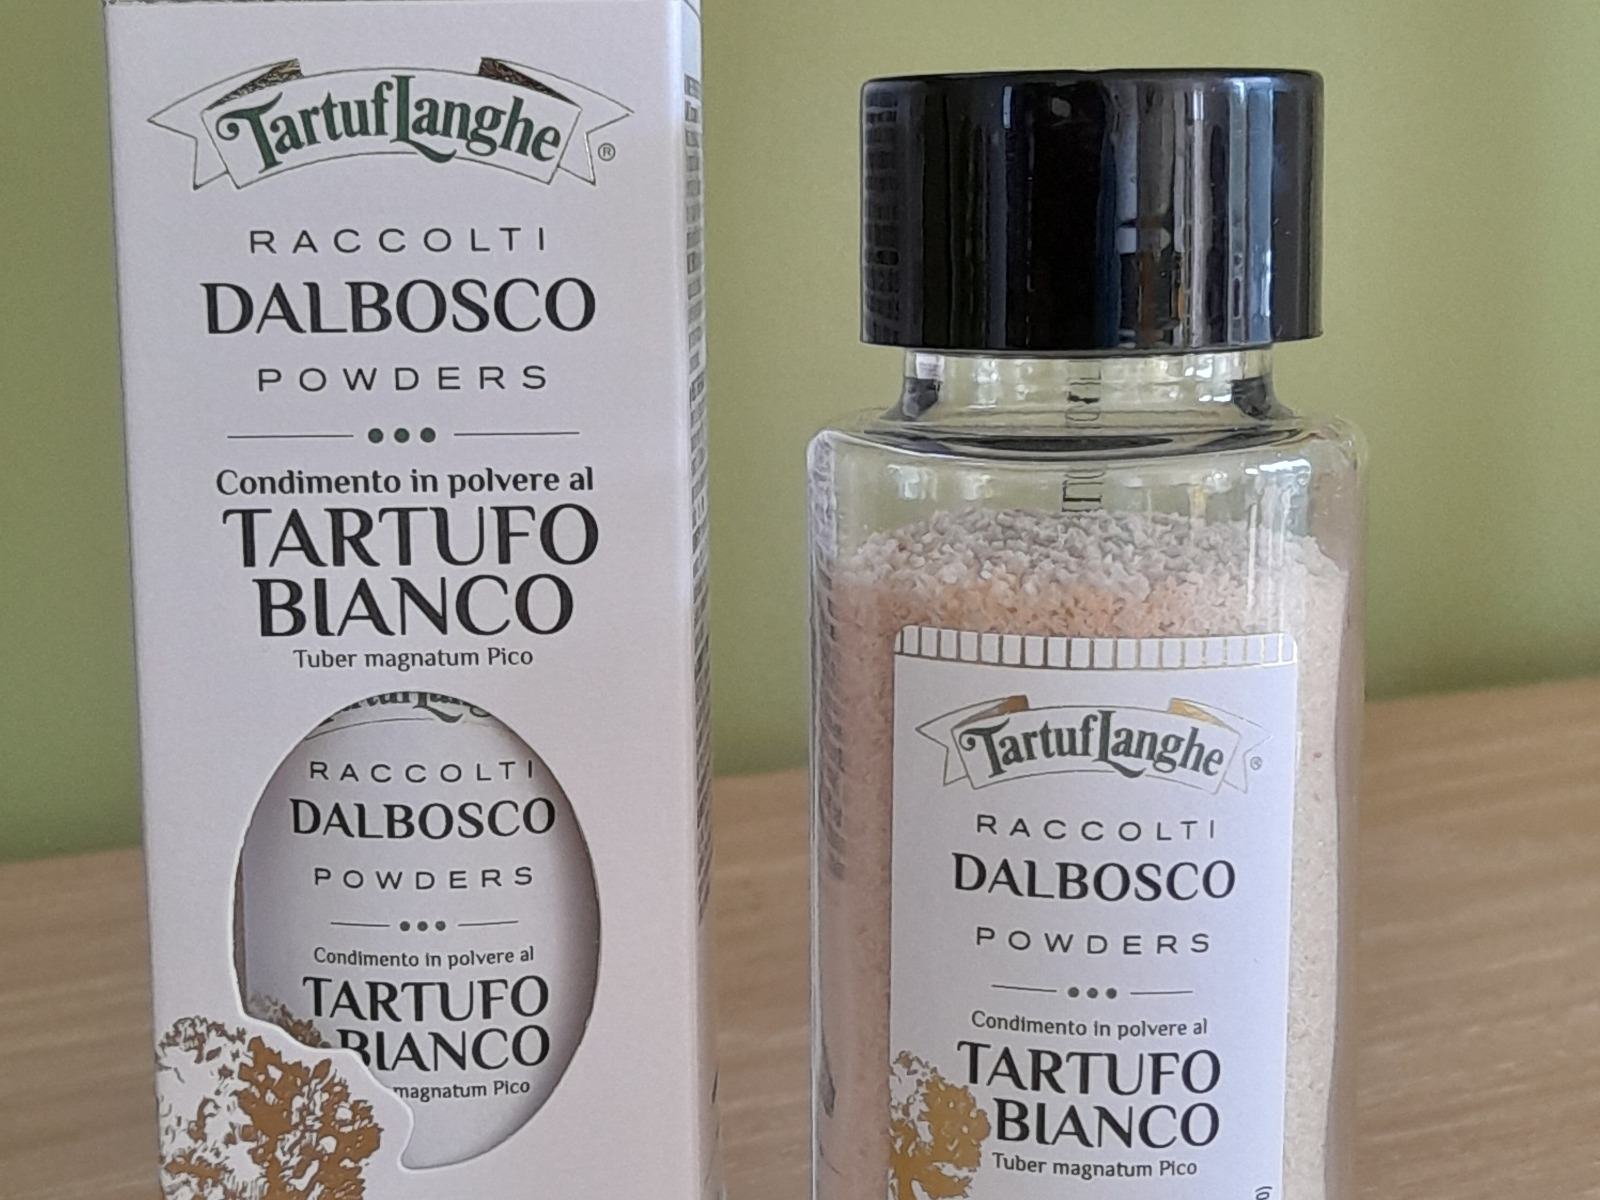 TartufLanghe ®
RACCOLTI
DALBOSCO
POWDERS
Condimento in polvere al
TARTUFO
BIANCO
Tuber magnatum Pico
RACCOLTI
DALBOSCO
POWDERS
Condimento in polvere al
TARTUFO
BIANCO
magnatum Pico
TartufLanghe ®
RACCOLTI
DALBOSCO
POWDERS
Condimento in polvere al
TARTUFO
BIANCO
Tuber magnatum Pico